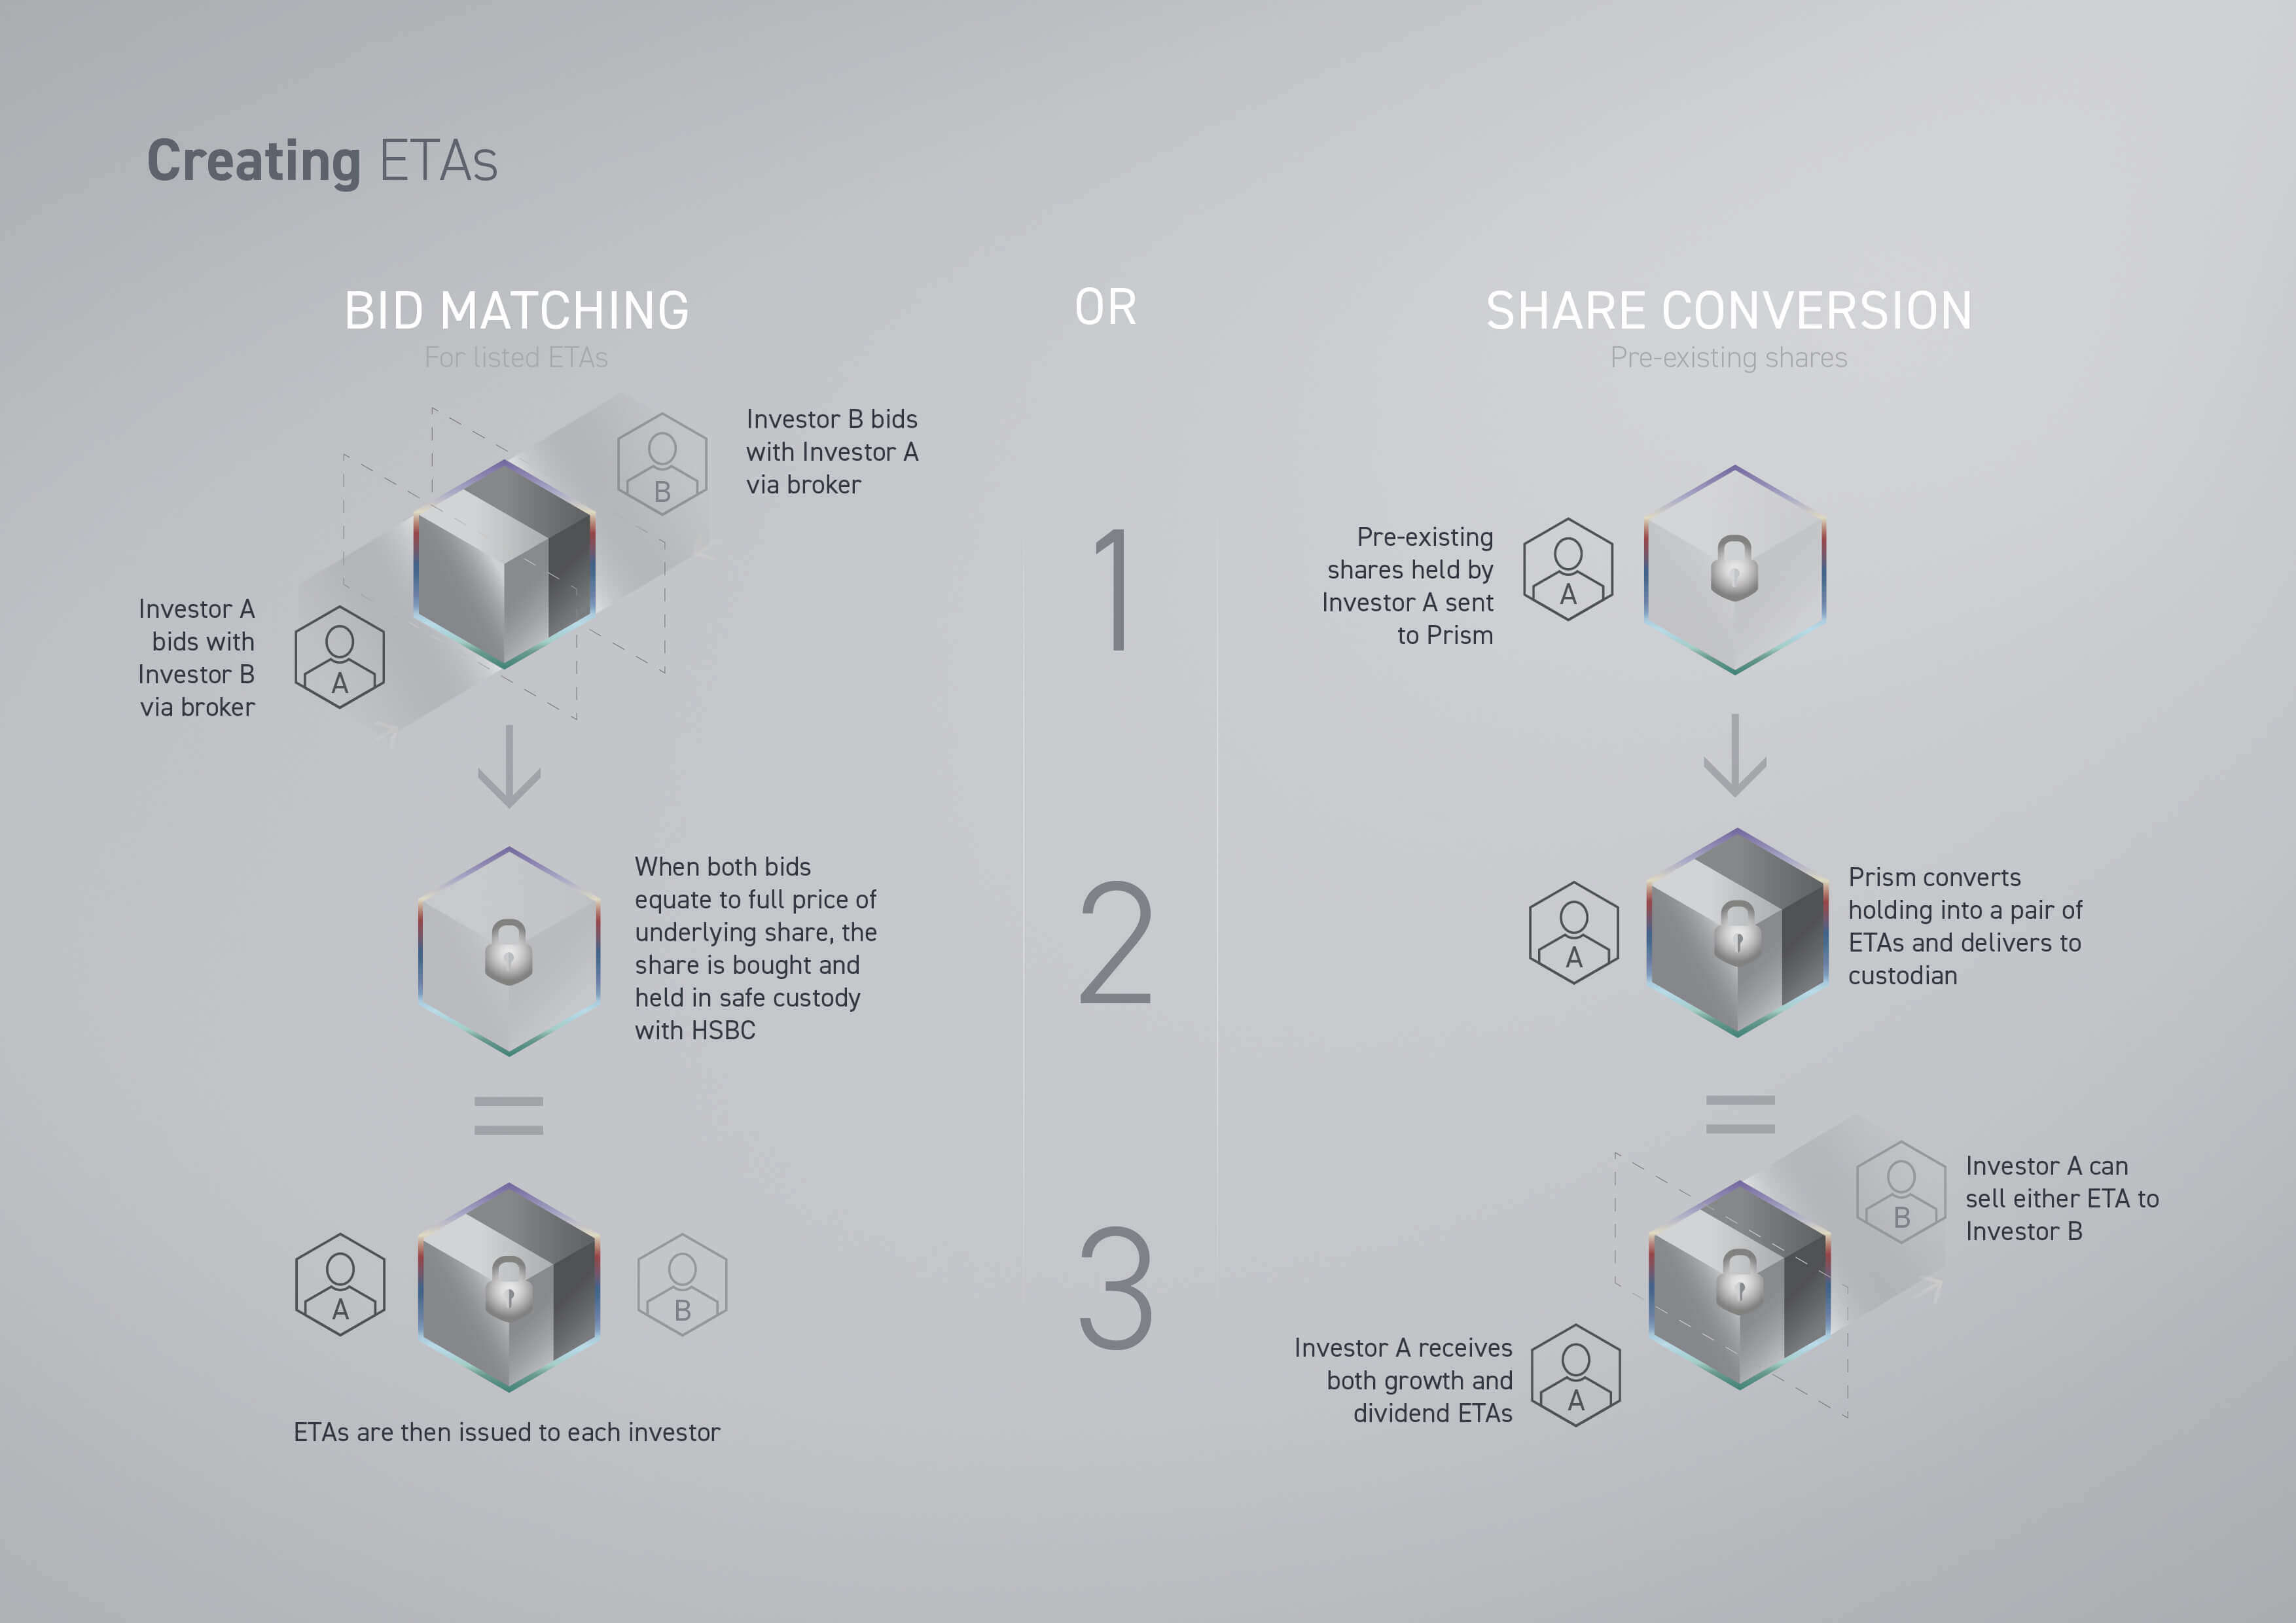 Creating ETAs
BID MATCHING
For listed ETAs
OR
SHARE CONVERSION
Pre-existing shares
Investor B bids
with Investor A
via broker
B
Investor A
bids with
Investor B
via broker
A
1
Pre-existing
shares held by
Investor A sent
to Prism
A
When both bids
equate to full price of
underlying share, the
share is bought and
held in safe custody
with HSBC
2
A
Prism converts
holding into a pair of
ETAs and delivers to
custodian
A
B
ETAs are then issued to each investor
3
B
Investor A can
sell either ETA to
Investor B
Investor A receives
both growth and
dividend ETAs
A